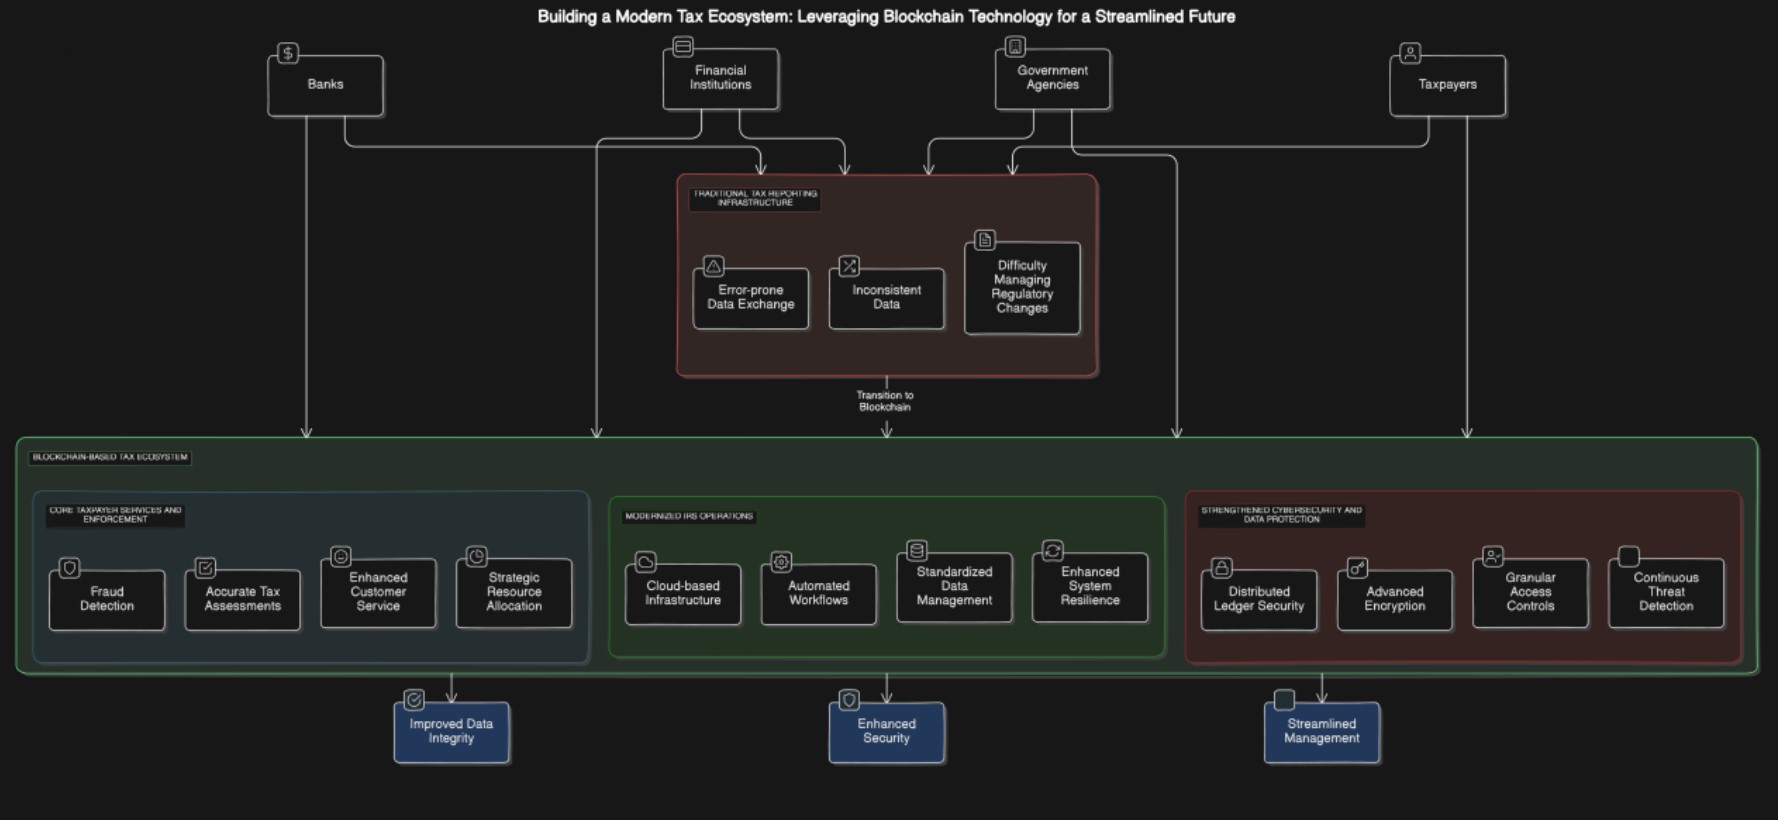 Building a Modern Tax Ecosystem: Leveraging Blockchain Technology for a Streamlined Future
$
Banks
Financial
Institutions
Government
Agencies
Taxpayers
TRADITIONAL TAX REPORTING
INFRASTRUCTURE
Error-prone
Data Exchange
Inconsistent
Data
Difficulty
Managing
Regulatory
Changes
Transition to
Blockchain
BLOCKCHAIN-BASED TAX ECOSYSTEM
CORE TAXPAYER SERVICES AND
ENFORCEMENT
Fraud
Detection
Accurate Tax
Assessments
Enhanced
Customer
Service
Strategic
Resource
Allocation
MODERNIZED IRS OPERATIONS
Cloud-based
Infrastructure
Automated
Workflows
Standardized
Data
Management
Enhanced
System
Resilience
STRENGTHENED CYBERSECURITY AND
DATA PROTECTION
Distributed
Ledger Security
Advanced
Encryption
Granular
Access
Controls
Continuous
Threat
Detection
Improved Data
Integrity
Enhanced
Security
Streamlined
Management